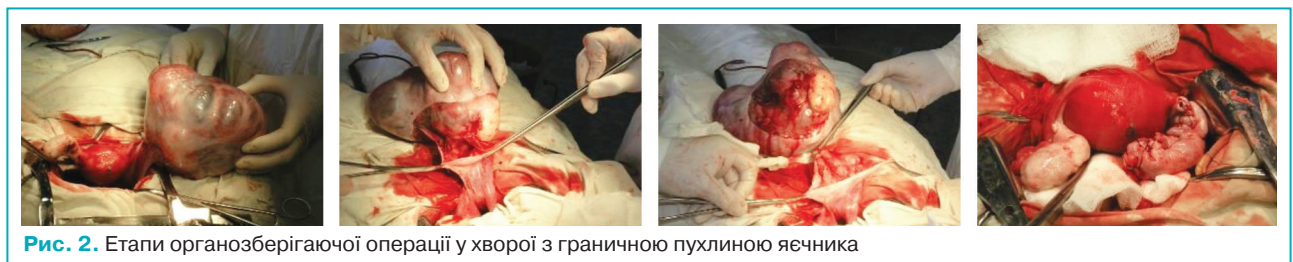 Рис. 2. Етапи органозберігаючої операції у хворої з граничною пухлиною яєчника